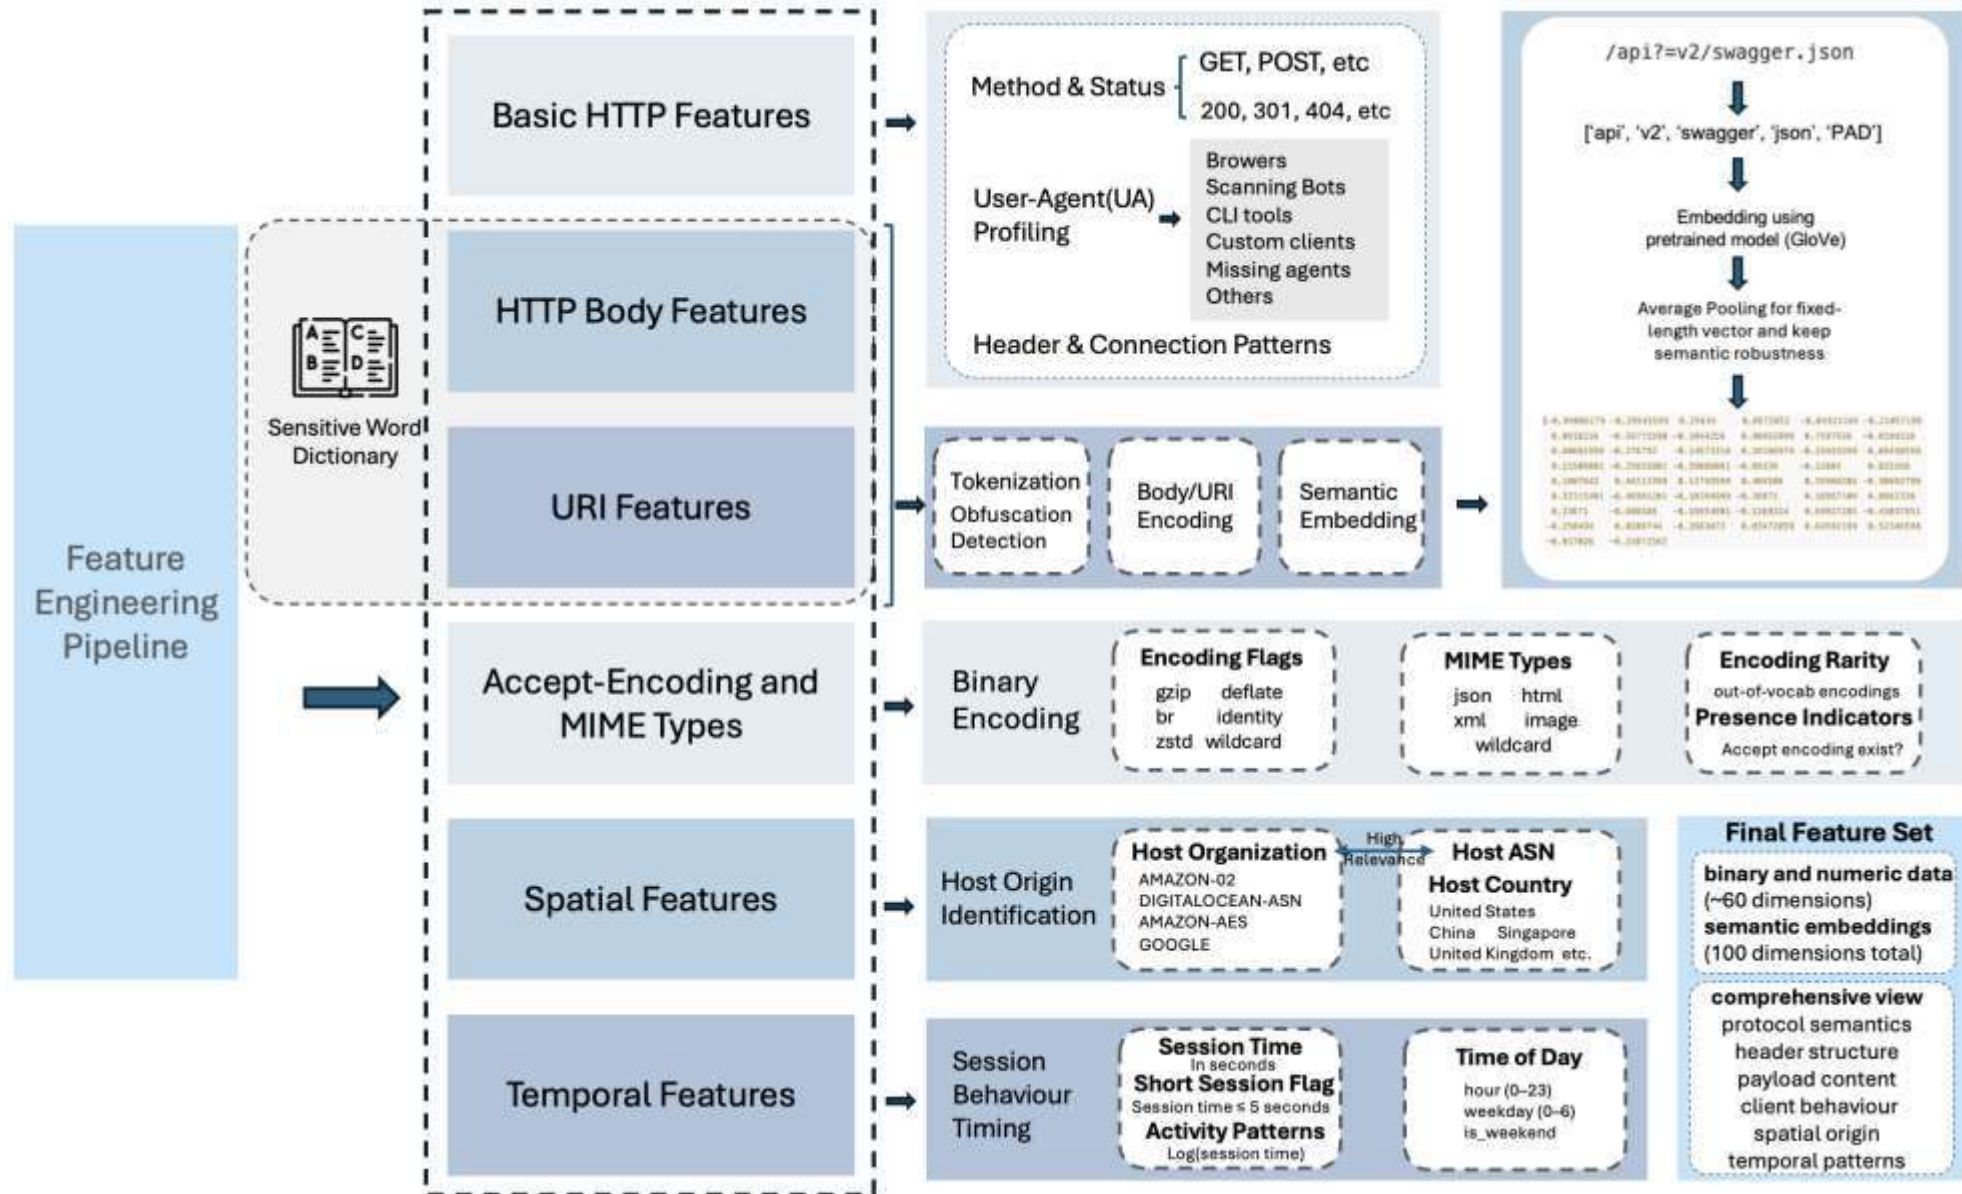 Feature
Engineering
Pipeline
Sensitive Word
Dictionary
Basic HTTP Features
HTTP Body Features
URI Features
Accept-Encoding and
MIME Types
Spatial Features
Temporal Features
Method & Status
GET, POST, etc
200, 301, 404, etc
User-Agent(UA)
Profiling
Browers
Scanning Bots
CLI tools
Custom clients
Missing agents
Others
Header & Connection Patterns
Tokenization
Obfuscation
Detection
Body/URI
Encoding
Semantic
Embedding
/api?=v2/swagger.json
['api', 'v2', 'swagger', 'json', 'PAD']
Embedding using
pretrained model (GloVe)
Average Pooling for fixed-
length vector and keep
semantic robustness
Binary
Encoding
Encoding Flags
gzip deflate
br identity
zstd wildcard
MIME Types
json html
xml image
wildcard
Encoding Rarity
out-of-vocab encodings
Presence Indicators
Accept encoding exist?
Host Origin
Identification
Host Organization
AMAZON-02
DIGITALOCEAN-ASN
AMAZON-AES
GOOGLE
High
Relevance
Host ASN
Host Country
United States
China Singapore
United Kingdom etc.
Session
Behaviour
Timing
Session Time
In seconds
Short Session Flag
Session time ≤ 5 seconds
Activity Patterns
Log(session time)
Time of Day
hour (0–23)
weekday (0–6)
is_weekend
Final Feature Set
binary and numeric data
(~60 dimensions)
semantic embeddings
(100 dimensions total)
comprehensive view
protocol semantics
header structure
payload content
client behaviour
spatial origin
temporal patterns